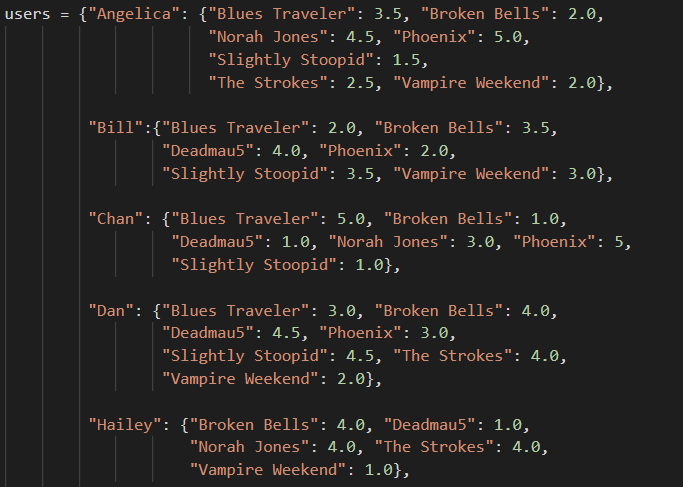 users = {"Angelica": {"Blues Traveler": 3.5, "Broken Bells": 2.0,
"Norah Jones": 4.5, "Phoenix": 5.0,
"Slightly Stoopid": 1.5,
"The Strokes": 2.5, "Vampire Weekend": 2.0},
"Bill":{"Blues Traveler": 2.0, "Broken Bells": 3.5,
"Deadmau5": 4.0, "Phoenix": 2.0,
"Slightly Stoopid": 3.5, "Vampire Weekend": 3.0},
"Chan": {"Blues Traveler": 5.0, "Broken Bells": 1.0,
"Deadmau5": 1.0, "Norah Jones": 3.0, "Phoenix": 5,
"Slightly Stoopid": 1.0},
"Dan": {"Blues Traveler": 3.0, "Broken Bells": 4.0,
"Deadmau5": 4.5, "Phoenix": 3.0,
"Slightly Stoopid": 4.5, "The Strokes": 4.0,
"Vampire Weekend": 2.0},
"Hailey": {"Broken Bells": 4.0, "Deadmau5": 1.0,
"Norah Jones": 4.0, "The Strokes": 4.0,
"Vampire Weekend": 1.0},